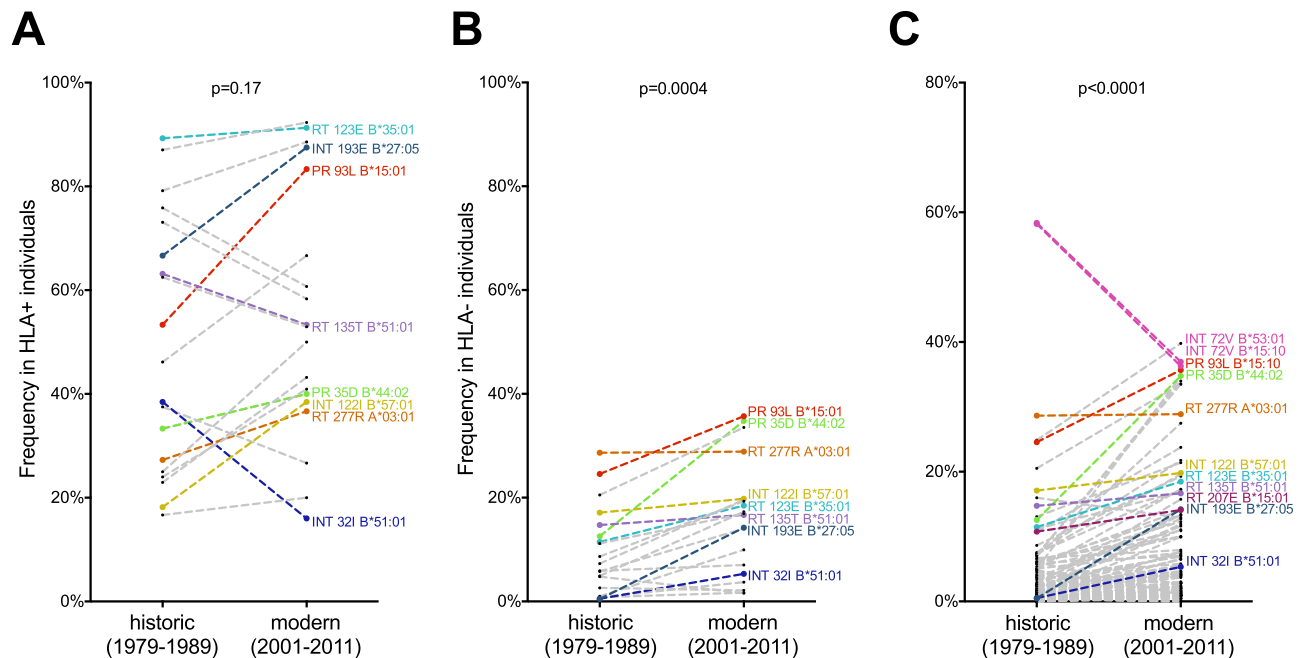 A
B
C
p=0.17
p=0.0004
p<0.0001
Frequency in HLA+ individuals
100%
80%
60%
40%
20%
0%
RT 123E B*35:01
INT 193E B*27:05
PR 93L B*15:01
RT 135T B*51:01
PR 35D B*44:02
INT 122I B*57:01
RT 277R A*03:01
INT 32I B*51:01
historic
(1979-1989)
modern
(2001-2011)
Frequency in HLA- individuals
100%
80%
60%
40%
20%
0%
PR 93L B*15:01
PR 35D B*44:02
RT 277R A*03:01
INT 122I B*57:01
RT 123E B*35:01
RT 135T B*51:01
INT 193E B*27:05
INT 32I B*51:01
historic
(1979-1989)
modern
(2001-2011)
80%
60%
40%
20%
0%
INT 72V B*53:01
INT 72V B*15:10
PR 93L B*15:10
PR 35D B*44:02
RT 277R A*03:01
INT 122I B*57:01
RT 123E B*35:01
RT 135T B*51:01
RT 207E B*15:01
INT 193E B*27:05
INT 32I B*51:01
historic
(1979-1989)
modern
(2001-2011)